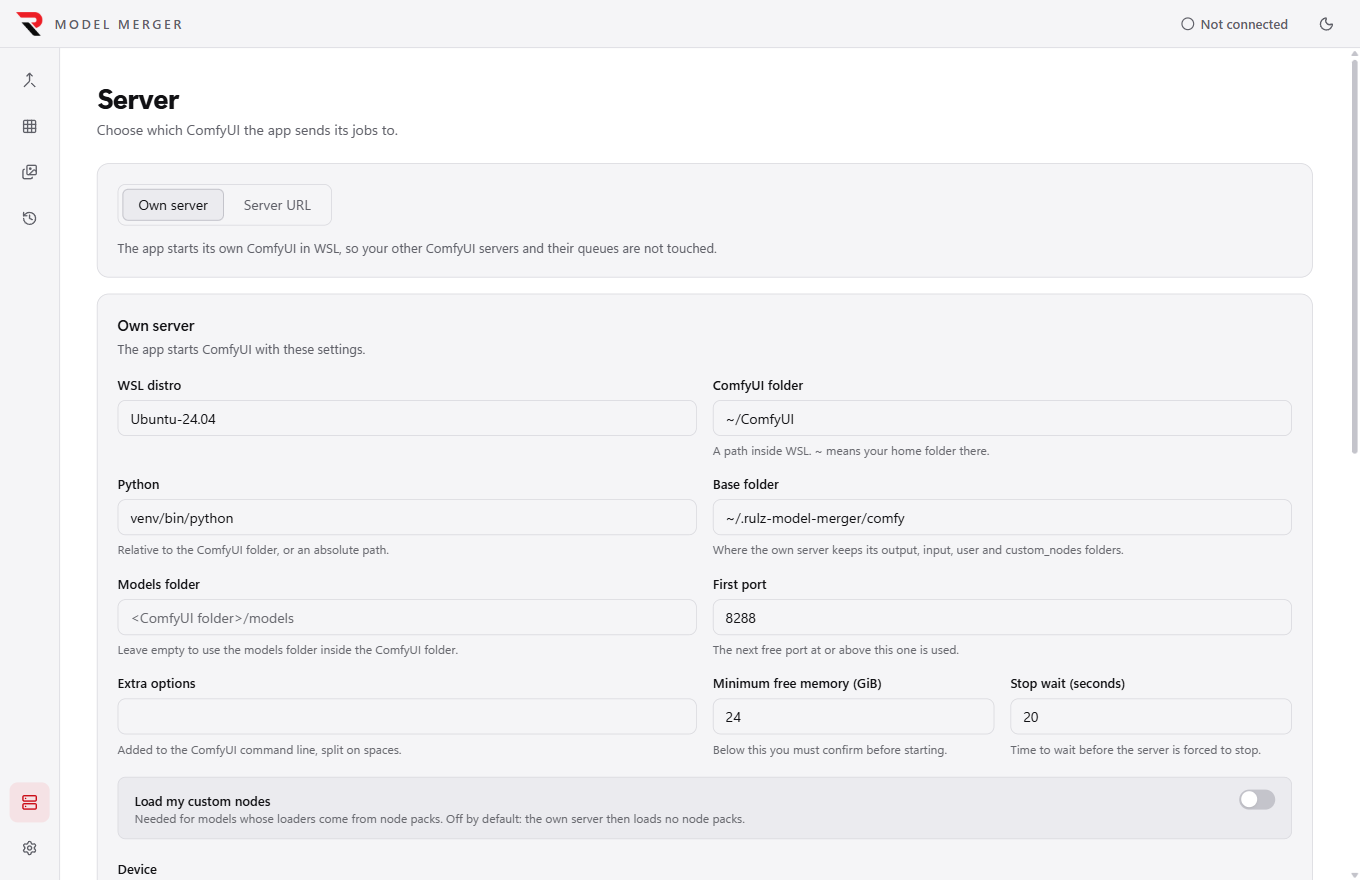 MODEL MERGER
Not connected
Server
Choose which ComfyUI the app sends its jobs to.
Own server
Server URL
The app starts its own ComfyUI in WSL, so your other ComfyUI servers and their queues are not touched.
Own server
The app starts ComfyUI with these settings.
WSL distro
Ubuntu-24.04
ComfyUI folder
~/ComfyUI
A path inside WSL. ~ means your home folder there.
Python
venv/bin/python
Relative to the ComfyUI folder, or an absolute path.
Base folder
~/.rulz-model-merger/comfy
Where the own server keeps its output, input, user and custom_nodes folders.
Models folder
<ComfyUI folder>/models
Leave empty to use the models folder inside the ComfyUI folder.
First port
8288
The next free port at or above this one is used.
Extra options
Added to the ComfyUI command line, split on spaces.
Minimum free memory (GiB)
24
Below this you must confirm before starting.
Stop wait (seconds)
20
Time to wait before the server is forced to stop.
Load my custom nodes
Needed for models whose loaders come from node packs. Off by default: the own server then loads no node packs.
Device